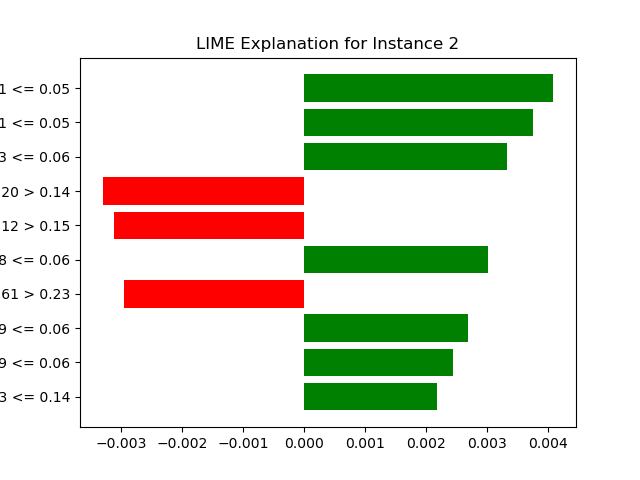 LIME Explanation for Instance 2
1 <= 0.05
1 <= 0.05
3 <= 0.06
20 > 0.14
12 > 0.15
8 <= 0.06
61 > 0.23
9 <= 0.06
9 <= 0.06
3 <= 0.14
−0.003 −0.002 −0.001 0.000 0.001 0.002 0.003 0.004